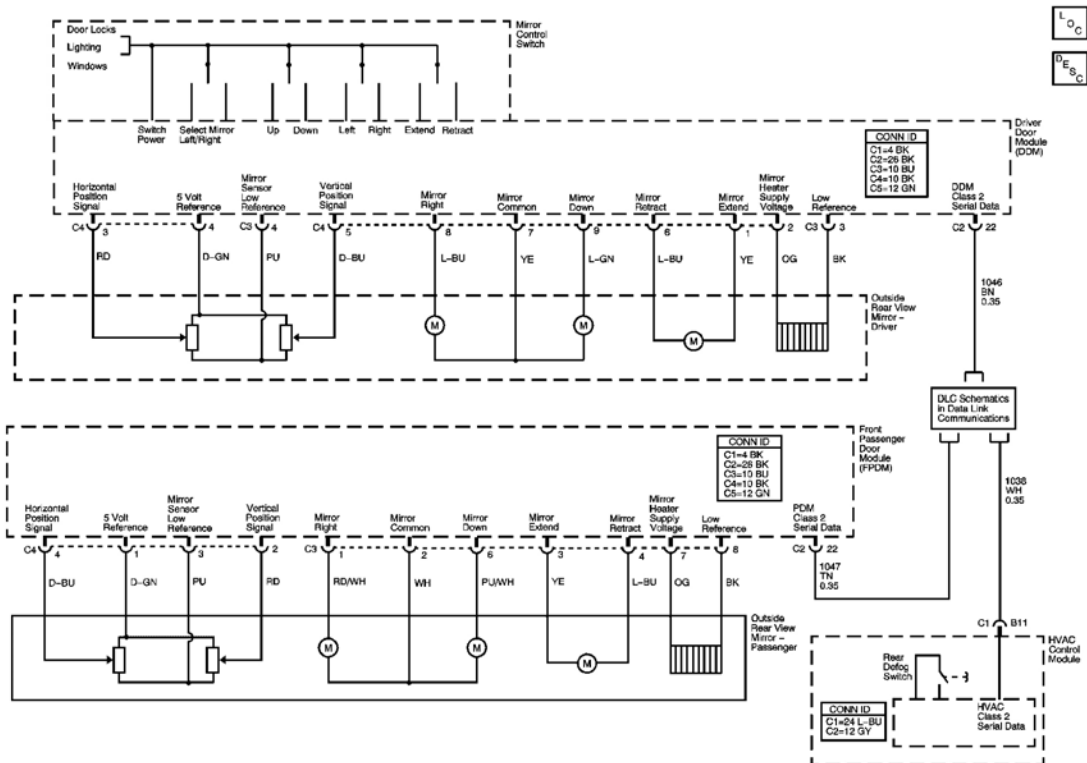 Door Locks
Lighting
Windows
Mirror
Control
Switch
LOC
DESC
Switch
Power
Select Mirror
Left/Right
Up
Down
Left
Right
Extend
Retract
Driver
Door
Module
(DDM)
CONN ID
C1=4 BK
C2=26 BK
C3=10 BU
C4=10 BK
C5=12 GN
Horizontal
Position
Signal
5 Volt
Reference
Mirror
Sensor
Low
Reference
Vertical
Position
Signal
Mirror
Right
Mirror
Common
Mirror
Down
Mirror
Retract
Mirror
Extend
Mirror
Heater
Supply
Voltage
Low
Reference
DDM
Class 2
Serial Data
C4 3
4
C3 4
C4 5
8
7
9
6
1
2
C3 3
C2 22
RD
D-GN
PU
D-BU
L-BU
YE
L-GN
L-BU
YE
OG
BK
1046
BN
0.35
Outside
Rear View
Mirror –
Driver
M
M
M
DLC Schematics
in Data Link
Communications
Front
Passenger
Door
Module
(FPDM)
CONN ID
C1=4 BK
C2=26 BK
C3=10 BU
C4=10 BK
C5=12 GN
Horizontal
Position
Signal
5 Volt
Reference
Mirror
Sensor
Low
Reference
Vertical
Position
Signal
Mirror
Right
Mirror
Common
Mirror
Down
Mirror
Extend
Mirror
Retract
Mirror
Heater
Supply
Voltage
Low
Reference
PDM
Class 2
Serial Data
C4 4
1
3
2
C3 1
2
6
3
4
7
8
C2 22
D-BU
D-GN
PU
RD
RD/WH
WH
PU/WH
YE
L-BU
OG
BK
1047
TN
0.35
1038
WH
0.35
Outside
Rear View
Mirror –
Passenger
M
M
M
C1 B11
HVAC
Control
Module
Rear
Defog
Switch
CONN ID
C1=24 L-BU
C2=12 GY
HVAC
Class 2
Serial Data